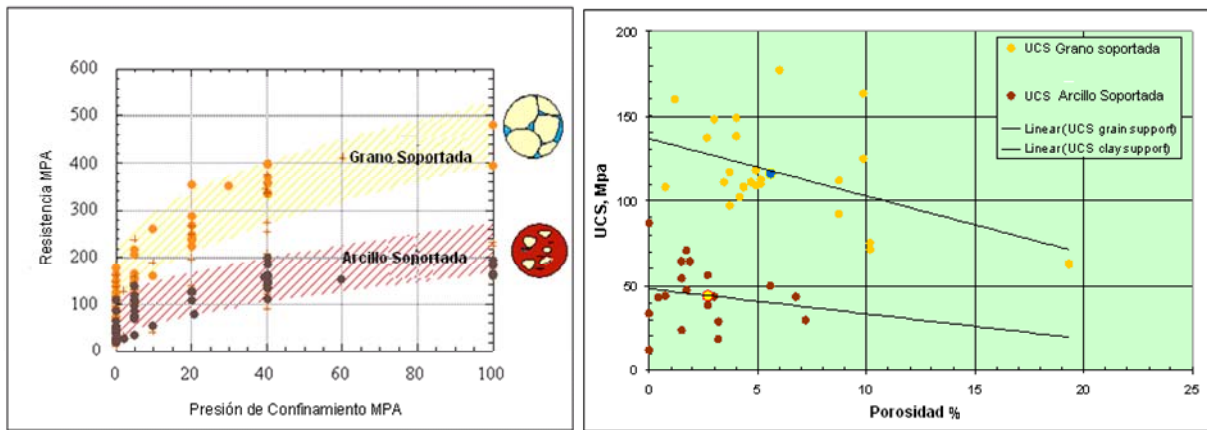 600
500
400
300
200
100
0
Resistencia MPA
Grano Soportada
Arcillo Soportada
0 20 40 60 80 100
Presión de Confinamiento MPA
200
150
100
50
0
UCS, Mpa
UCS Grano soportada
UCS Arcillo Soportada
Linear (UCS grain support)
Linear (UCS clay support)
0 5 10 15 20 25
Porosidad %